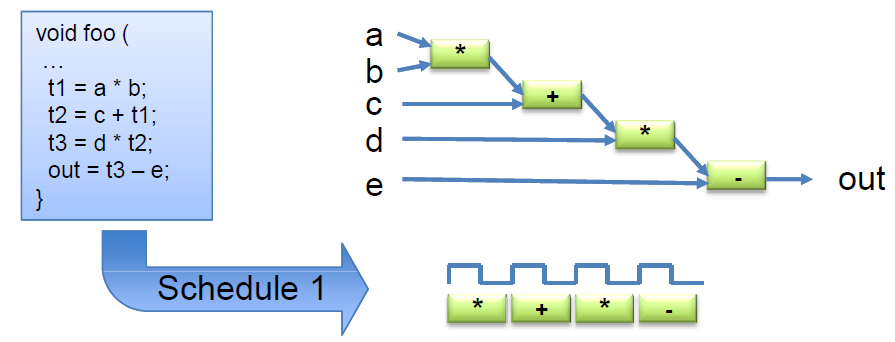 void foo (
…
t1 = a * b;
t2 = c + t1;
t3 = d * t2;
out = t3 – e;
}
a
b
c
d
e
*
+
*
-
out
Schedule 1
* + * -